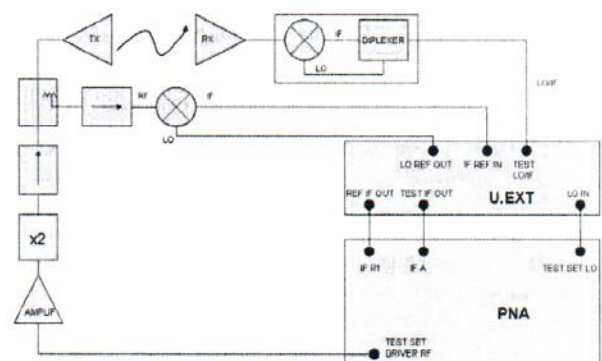 TX
RX
IF
DIPLEXER
LO
LO/IF
RF
IF
LO
LO REF OUT
IF REF IN
TEST LO/IF
REF IF OUT
TEST IF OUT
U.EXT
LO IN
x2
IF R1
IF A
TEST SET LO
PNA
AMPLIF
TEST SET
DRIVER RF